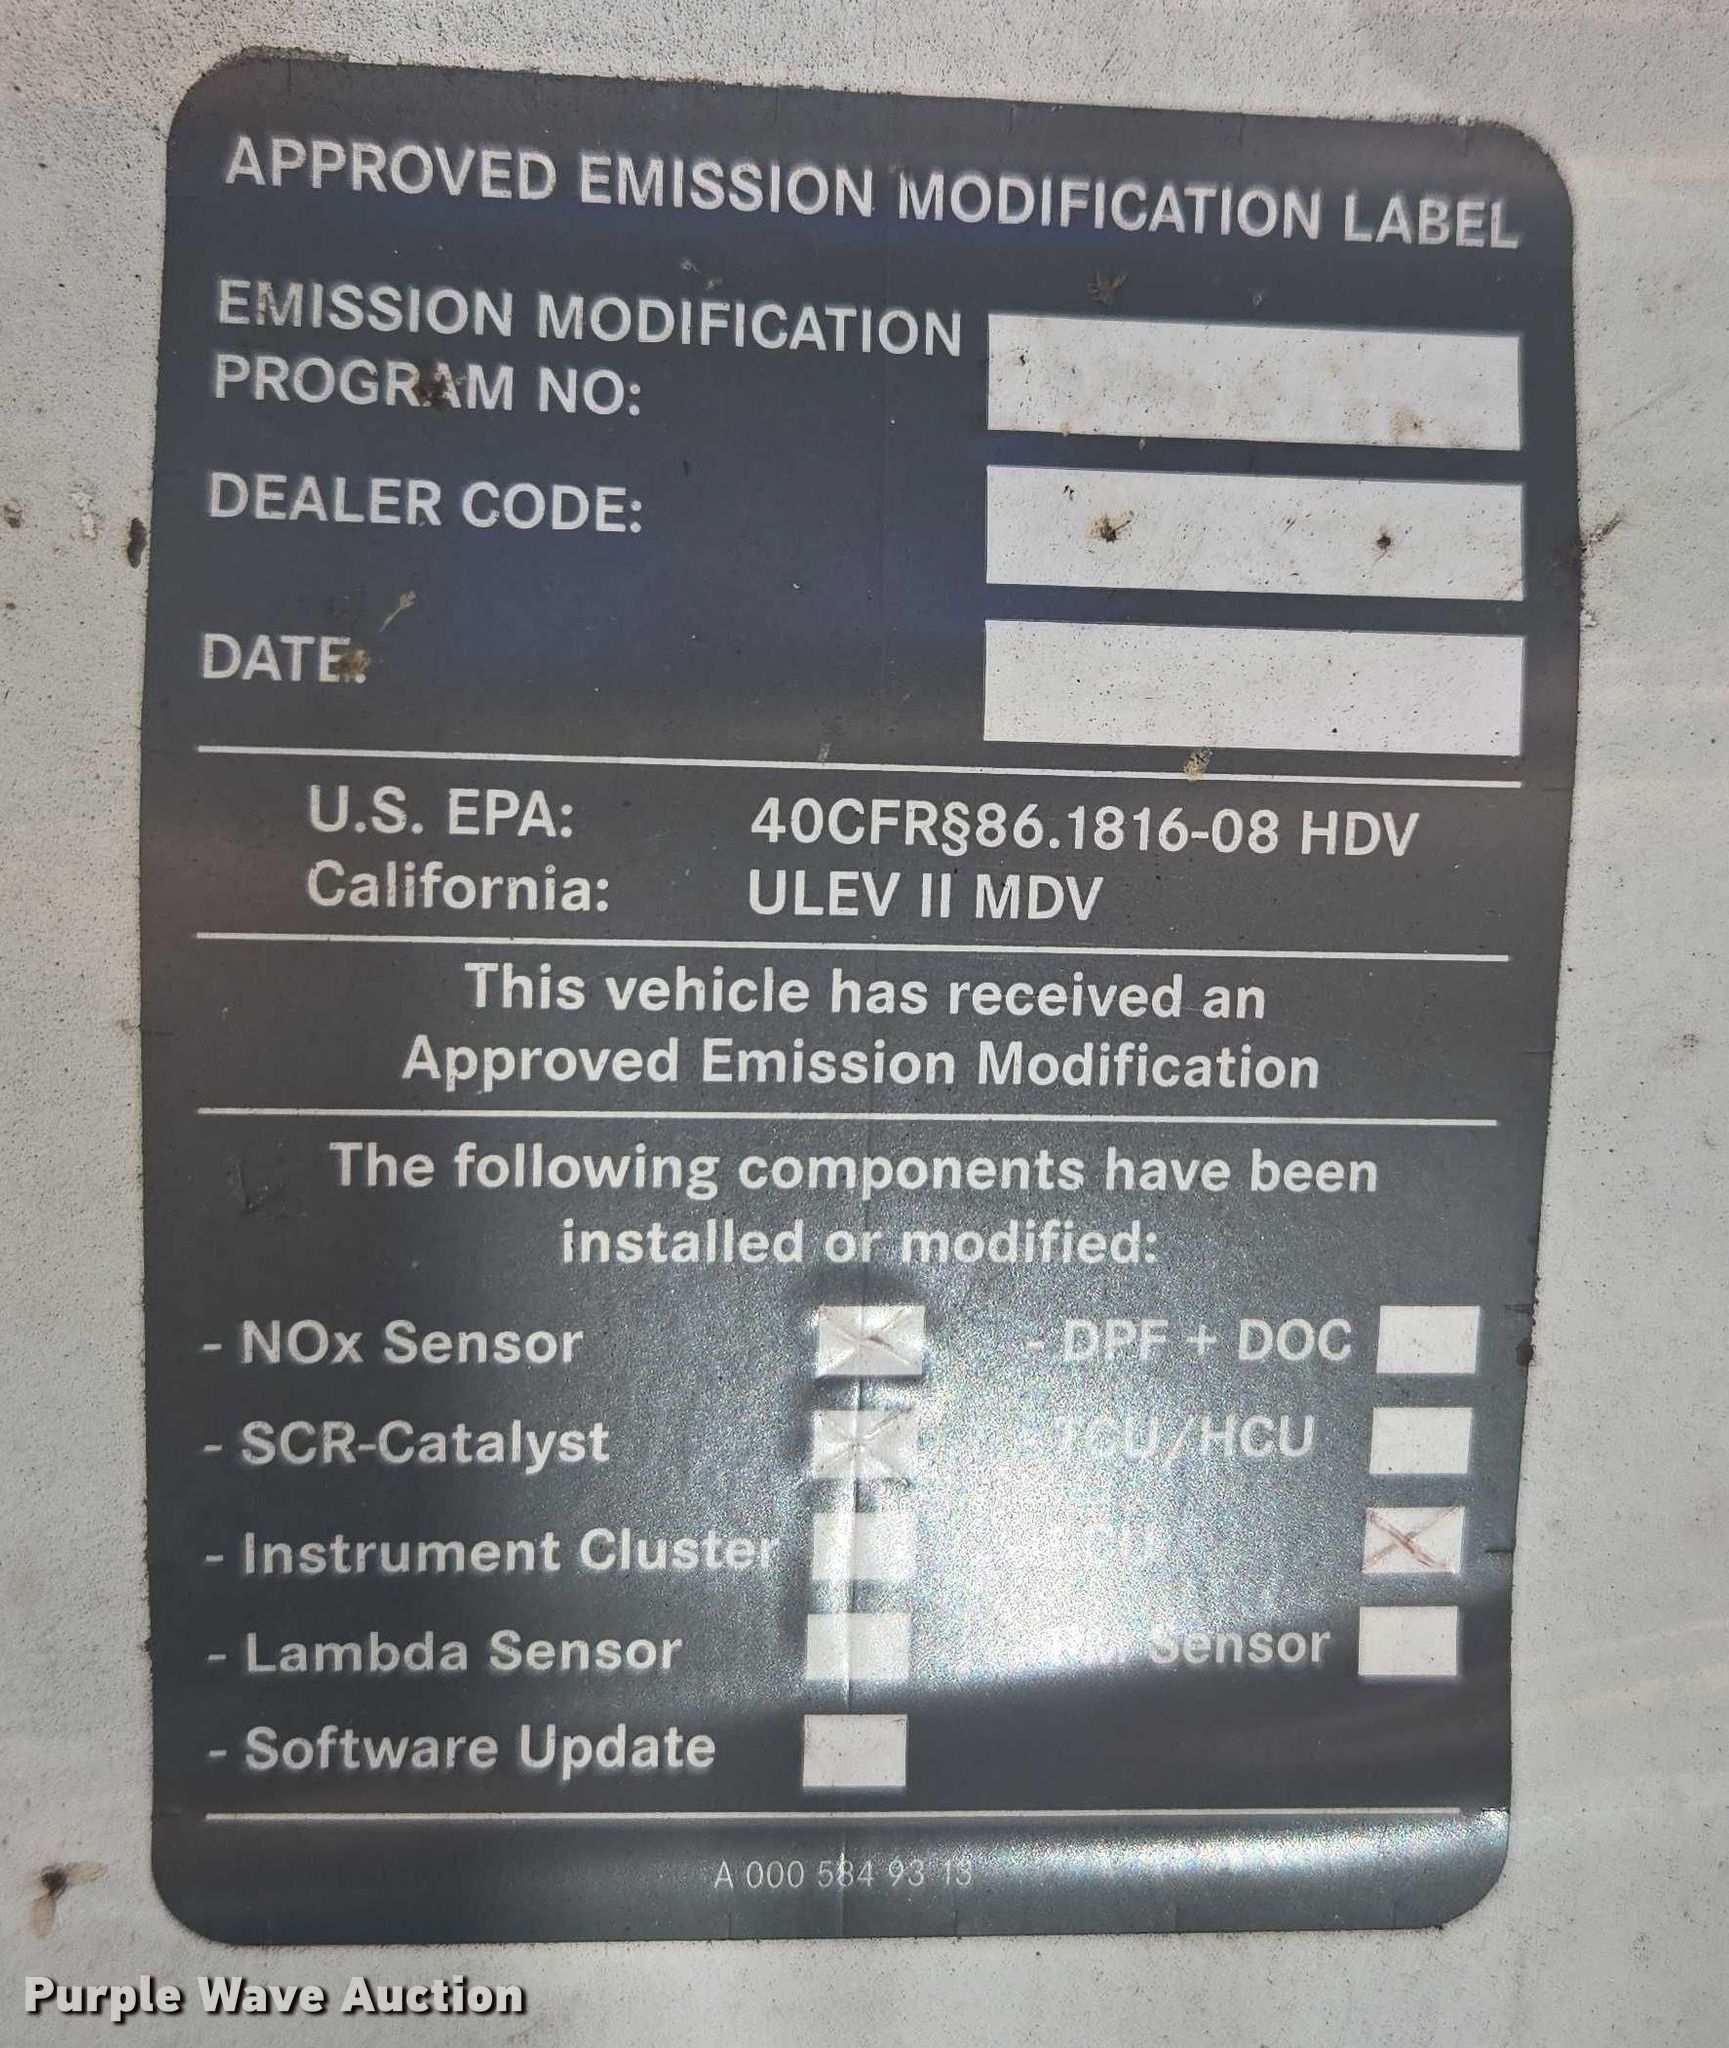 APPROVED EMISSION MODIFICATION LABEL
EMISSION MODIFICATION
PROGRAM NO:
DEALER CODE:
DATE:
U.S. EPA: 40CFR§86.1816-08 HDV
California: ULEV II MDV
This vehicle has received an
Approved Emission Modification
The following components have been
installed or modified:
- NOx Sensor - DPF + DOC
- SCR-Catalyst - TCU/HCU
- Instrument Cluster
- Lambda Sensor Sensor
- Software Update
A 000 584 93 13
Purple Wave Auction